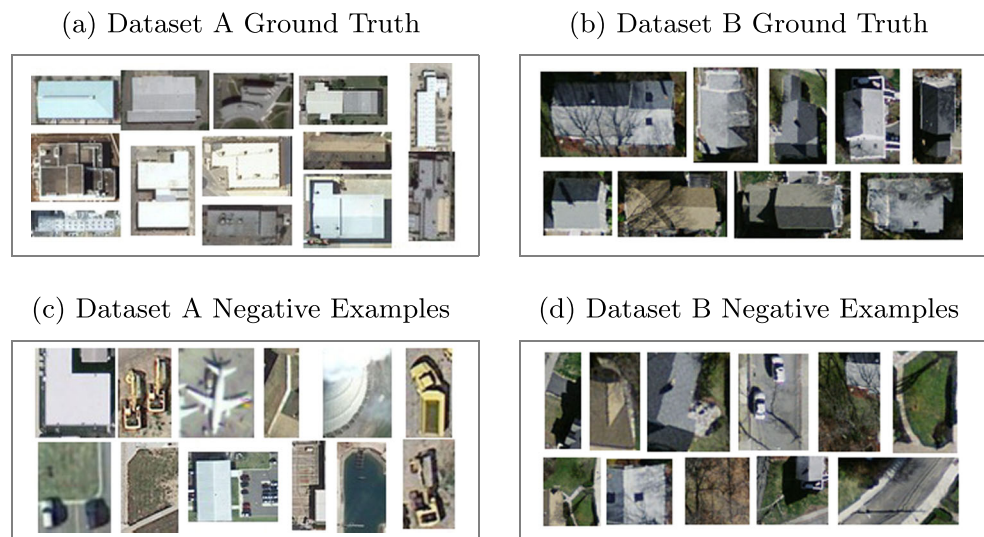 (a) Dataset A Ground Truth
(b) Dataset B Ground Truth
(c) Dataset A Negative Examples
(d) Dataset B Negative Examples